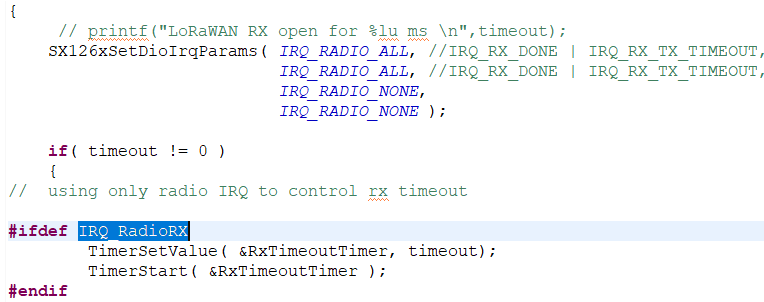 {
// printf("LoRaWAN RX open for %lu ms \n",timeout);
SX126xSetDioIrqParams( IRQ_RADIO_ALL, //IRQ_RX_DONE | IRQ_RX_TX_TIMEOUT,
IRQ_RADIO_ALL, //IRQ_RX_DONE | IRQ_RX_TX_TIMEOUT,
IRQ_RADIO_NONE,
IRQ_RADIO_NONE );
if( timeout != 0 )
{
// using only radio IRQ to control rx timeout
#ifdef IRQ_RadioRX
TimerSetValue( &RxTimeoutTimer, timeout);
TimerStart( &RxTimeoutTimer );
#endif